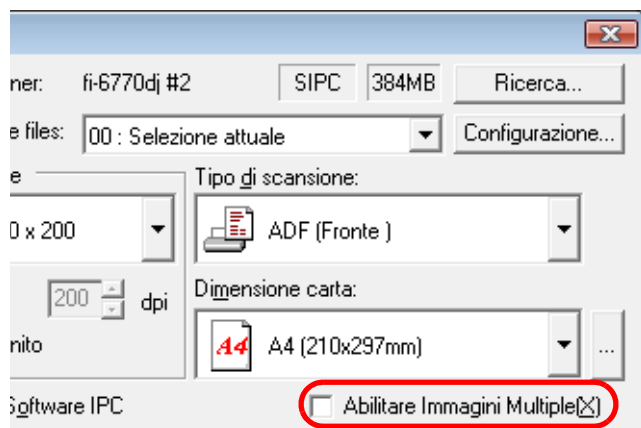 ner: fi-6770dj #2 SIPC 384MB Ricerca...
e files: 00 : Selezione attuale Configurazione...
e Tipo di scansione:
0 x 200 ADF (Fronte )
200 dpi Dimensione carta:
nito A4 A4 (210x297mm) ...
Software IPC Abilitare Immagini Multiple(X)